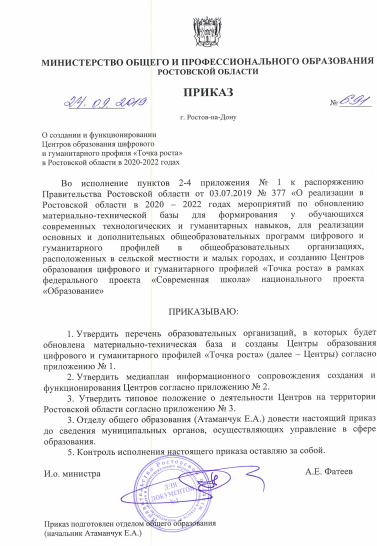 МИНИСТЕРСТВО ОБЩЕГО И ПРОФЕССИОНАЛЬНОГО ОБРАЗОВАНИЯ
РОСТОВСКОЙ ОБЛАСТИ
ПРИКАЗ
24.09.2019 № 691
г. Ростов-на-Дону
О создании и функционировании
Центров образования цифрового
и гуманитарного профиля «Точка роста»
в Ростовской области в 2020-2022 годах
Во исполнение пунктов 2-4 приложения № 1 к распоряжению
Правительства Ростовской области от 03.07.2019 № 377 «О реализации в
Ростовской области в 2020 – 2022 годах мероприятий по обновлению
материально-технической базы для формирования у обучающихся
современных технологических и гуманитарных навыков, для реализации
основных и дополнительных общеобразовательных программ цифрового и
гуманитарного профилей в общеобразовательных организациях,
расположенных в сельской местности и малых городах, и созданию Центров
образования цифрового и гуманитарного профилей «Точка роста» в рамках
федерального проекта «Современная школа» национального проекта
«Образование»
ПРИКАЗЫВАЮ:
1. Утвердить перечень образовательных организаций, в которых будет
обновлена материально-техническая база и созданы Центры образования
цифрового и гуманитарного профилей «Точка роста» (далее – Центры) согласно
приложению № 1.
2. Утвердить медиаплан информационного сопровождения создания и
функционирования Центров согласно приложению № 2.
3. Утвердить типовое положение о деятельности Центров на территории
Ростовской области согласно приложению № 3.
3. Отделу общего образования (Атаманчук Е.А.) довести настоящий приказ
до сведения муниципальных органов, осуществляющих управление в сфере
образования.
5. Контроль исполнения настоящего приказа оставляю за собой.
И.о. министра А.Е. Фатеев
ДЛЯ
ДОКУМЕНТОВ
Приказ подготовлен отделом общего образования
(начальник Атаманчук Е.А.)